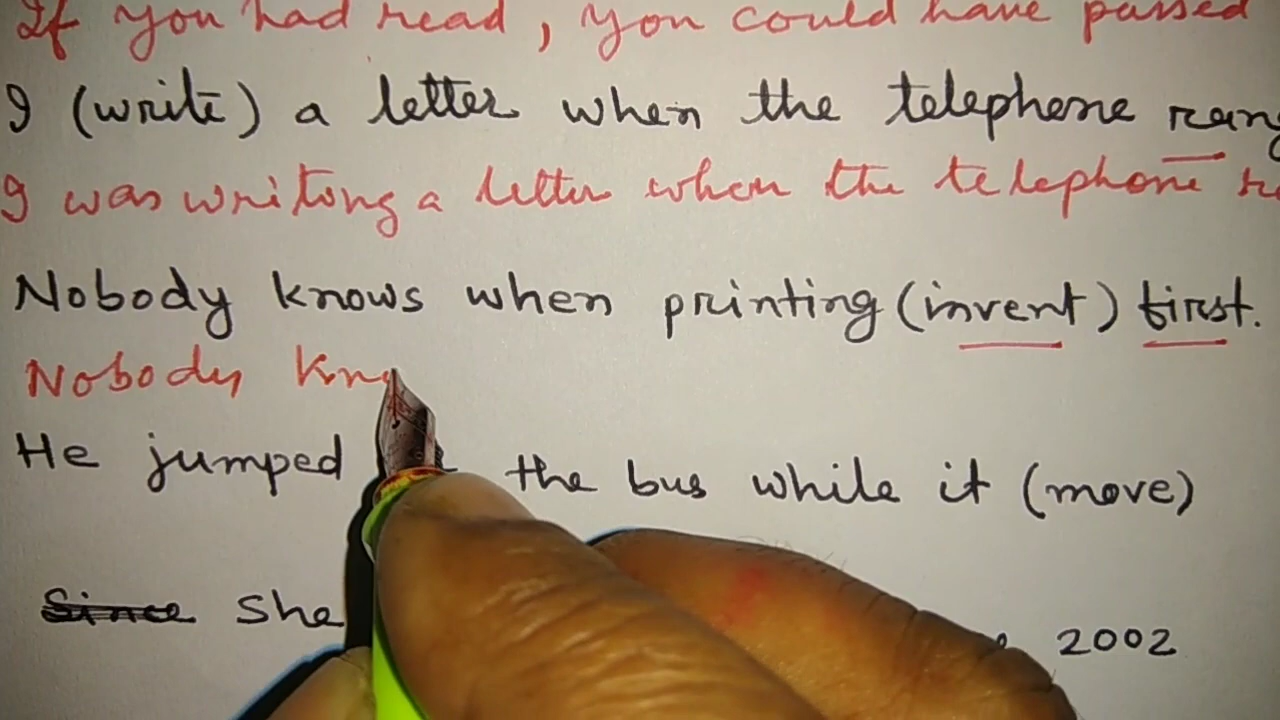 If you had read, you could have passed
I (write) a letter when the telephone rang
I was writing a letter when the telephone
Nobody knows when printing (invent) first.
Nobody Kno
He jumped the bus while it (move)
Since She 2002